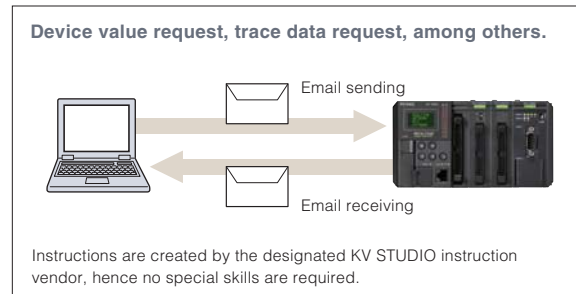 Device value request, trace data request, among others.
Email sending
Email receiving
Instructions are created by the designated KV STUDIO instruction
vendor, hence no special skills are required.